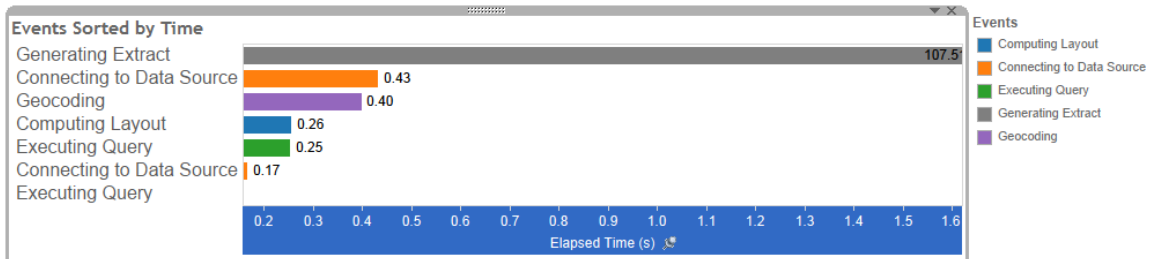 Events Sorted by Time
Generating Extract 107.51
Connecting to Data Source 0.43
Geocoding 0.40
Computing Layout 0.26
Executing Query 0.25
Connecting to Data Source 0.17
Executing Query
0.2 0.3 0.4 0.5 0.6 0.7 0.8 0.9 1.0 1.1 1.2 1.3 1.4 1.5 1.6
Elapsed Time (s)
Events
Computing Layout
Connecting to Data Source
Executing Query
Generating Extract
Geocoding